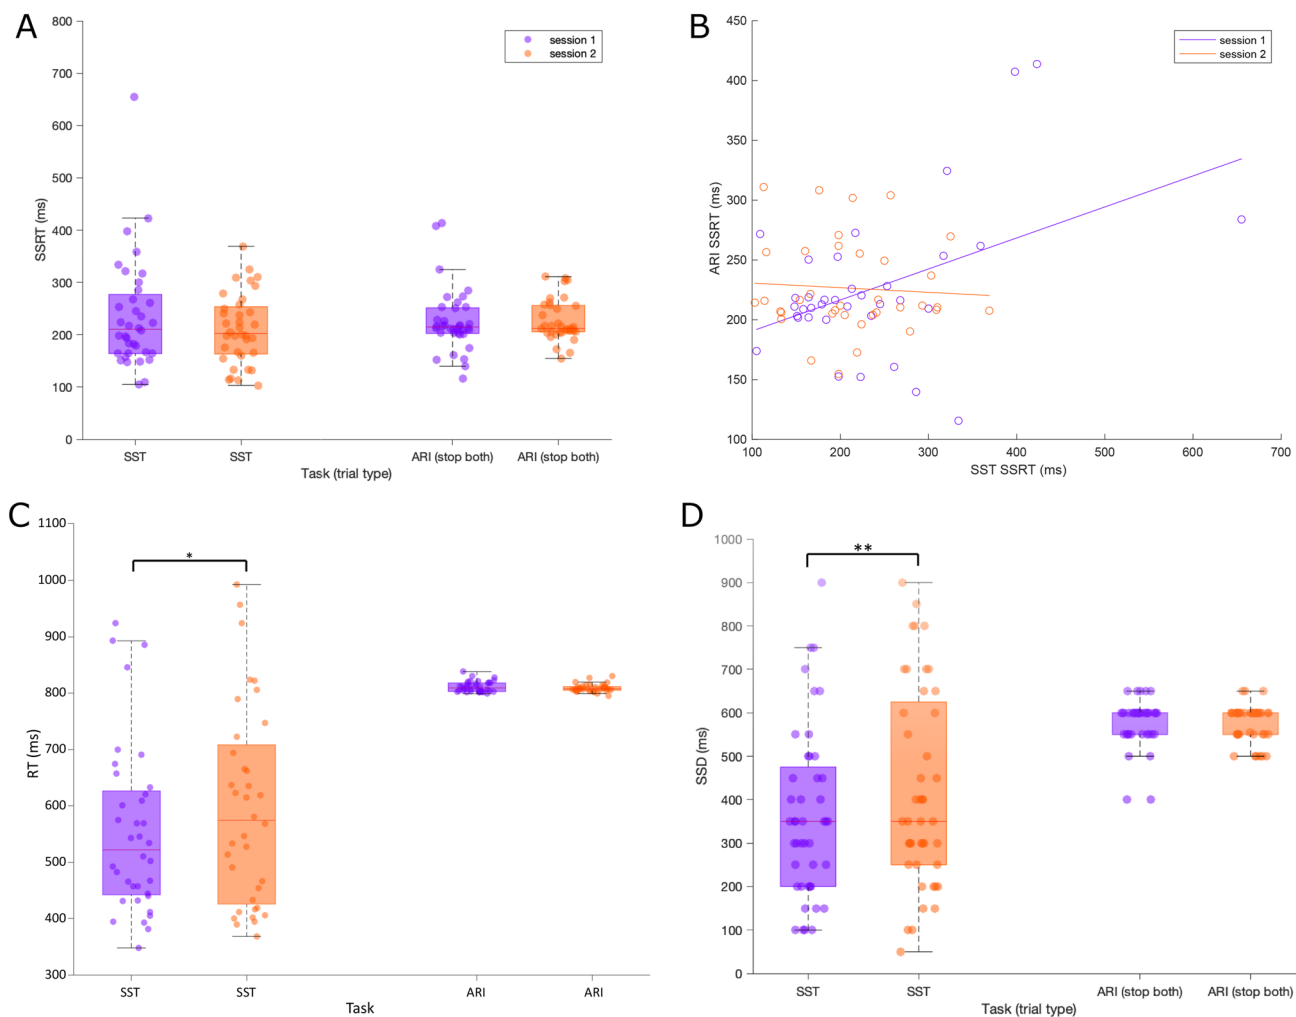 A
800
700
600
500
400
300
200
100
0
SSRT (ms)
session 1
session 2
SST
SST
ARI (stop both)
ARI (stop both)
Task (trial type)
B
450
400
450
350
300
250
200
150
100
ARI SSRT (ms)
session 1
session 2
100
200
300
400
500
600
700
SST SSRT (ms)
C
1100
1000
900
800
700
600
500
400
300
RT (ms)
*
SST
SST
ARI
ARI
Task
D
1000
900
800
700
600
500
400
300
200
100
0
SSD (ms)
**
SST
SST
ARI (stop both)
ARI (stop both)
Task (trial type)